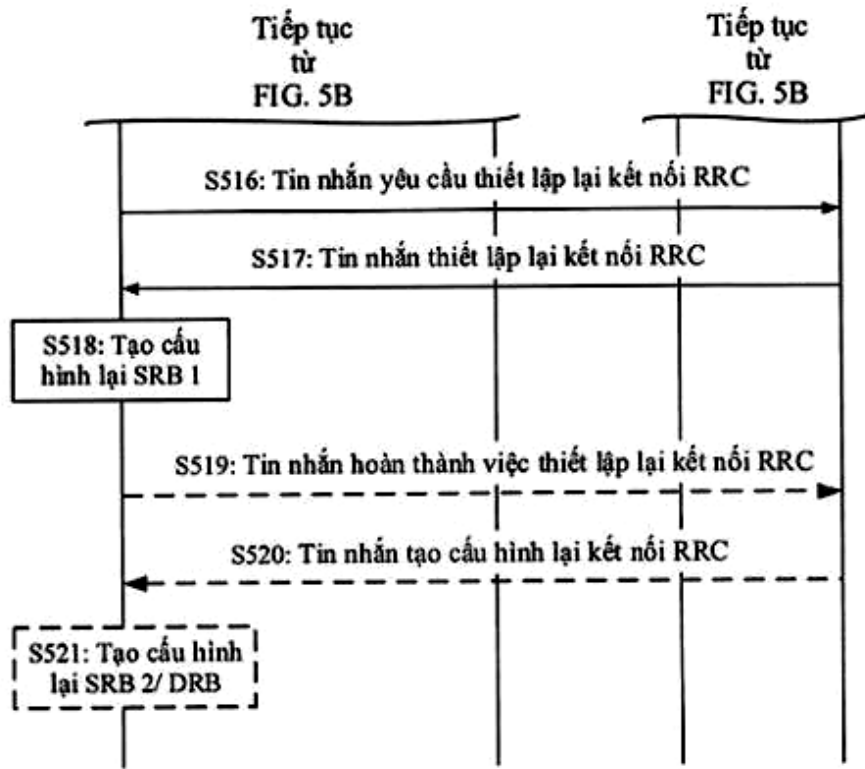 Tiếp tục
từ
FIG. 5B
Tiếp tục
từ
FIG. 5B
S516: Tin nhắn yêu cầu thiết lập lại kết nối RRC
S517: Tin nhắn thiết lập lại kết nối RRC
S518: Tạo cấu
hình lại SRB 1
S519: Tin nhắn hoàn thành việc thiết lập lại kết nối RRC
S520: Tin nhắn tạo cấu hình lại kết nối RRC
S521: Tạo cấu hình
lại SRB 2/ DRB